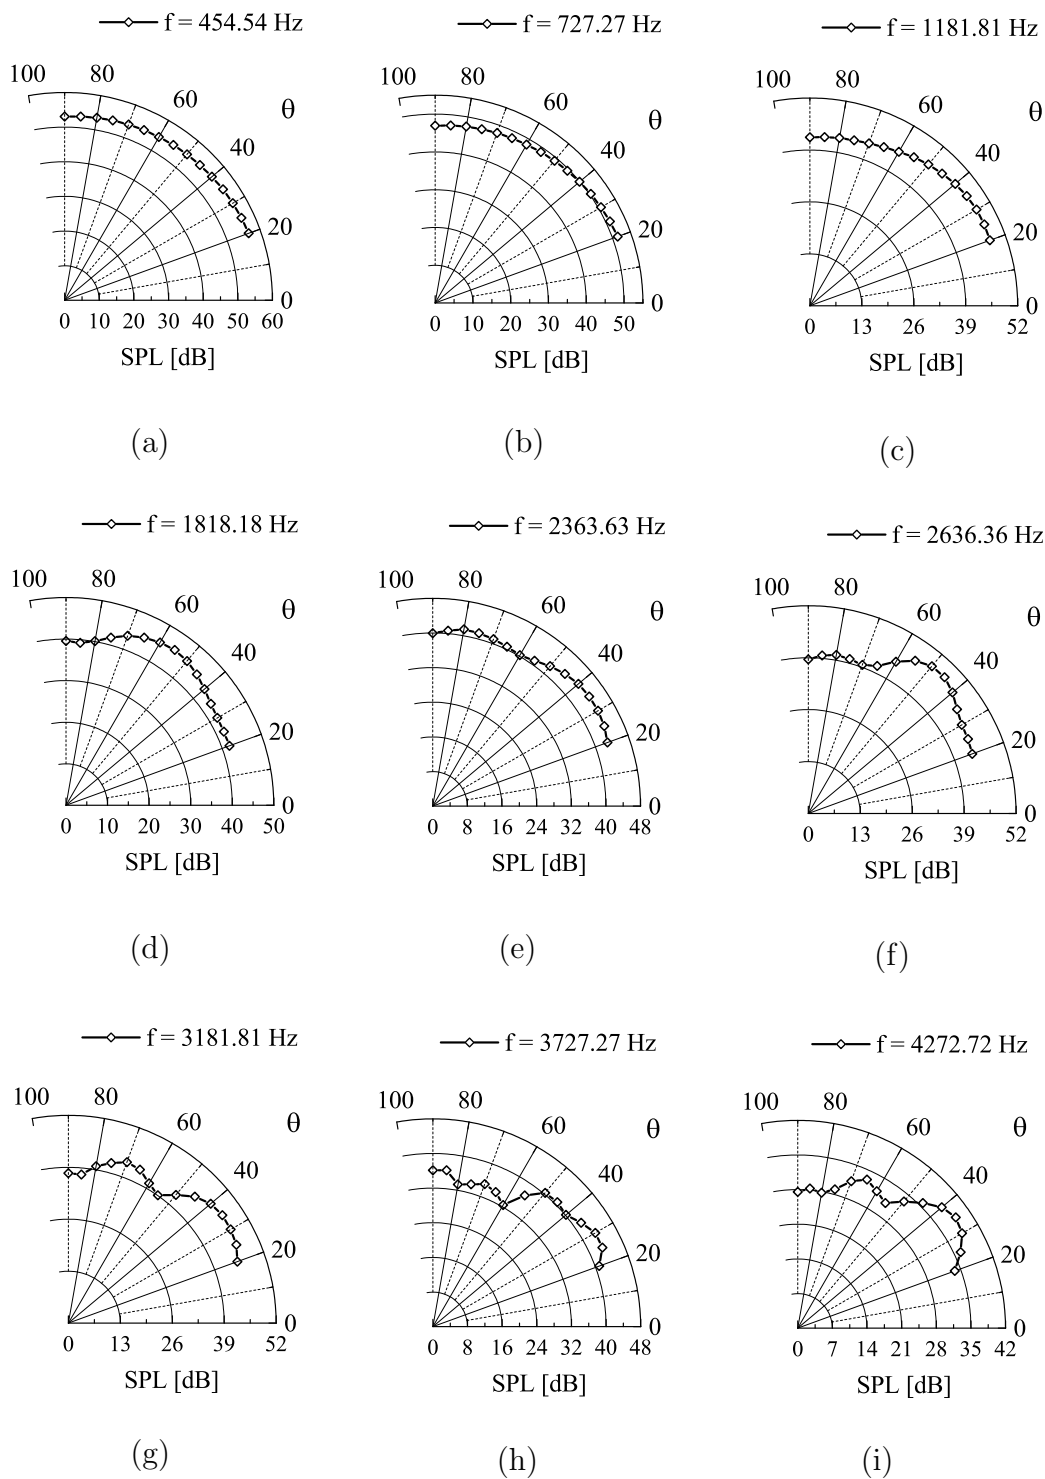 f = 454.54 Hz
100 80 60 θ 40 20 0
0 10 20 30 40 50 60
SPL [dB]
(a)
f = 727.27 Hz
100 80 60 θ 40 20 0
0 10 20 30 40 50
SPL [dB]
(b)
f = 1181.81 Hz
100 80 60 θ 40 20 0
0 13 26 39 52
SPL [dB]
(c)
f = 1818.18 Hz
100 80 60 θ 40 20 0
0 10 20 30 40 50
SPL [dB]
(d)
f = 2363.63 Hz
100 80 60 θ 40 20 0
0 8 16 24 32 40 48
SPL [dB]
(e)
f = 2636.36 Hz
100 80 60 θ 40 20 0
0 13 26 39 52
SPL [dB]
(f)
f = 3181.81 Hz
100 80 60 θ 40 20 0
0 13 26 39 52
SPL [dB]
(g)
f = 3727.27 Hz
100 80 60 θ 40 20 0
0 8 16 24 32 40 48
SPL [dB]
(h)
f = 4272.72 Hz
100 80 60 θ 40 20 0
0 7 14 21 28 35 42
SPL [dB]
(i)